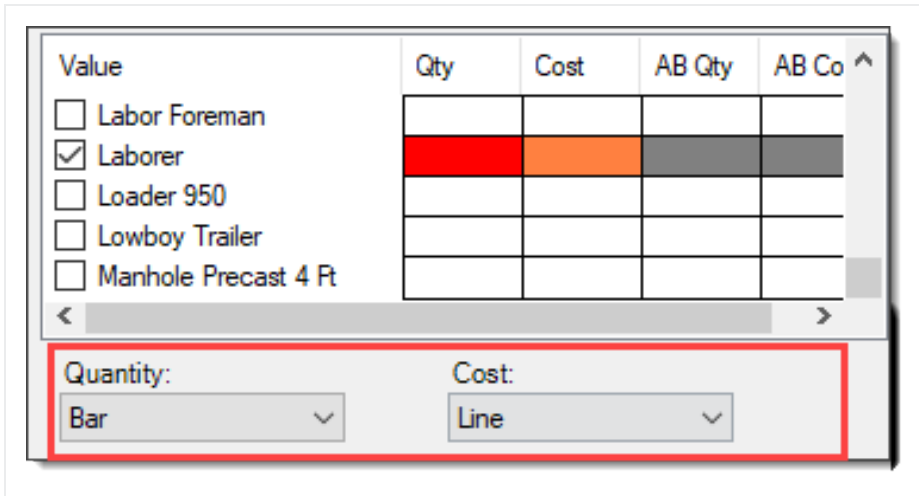 Value Qty Cost AB Qty AB Co
Labor Foreman
Laborer
Loader 950
Lowboy Trailer
Manhole Precast 4 Ft
Quantity: Cost:
Bar Line